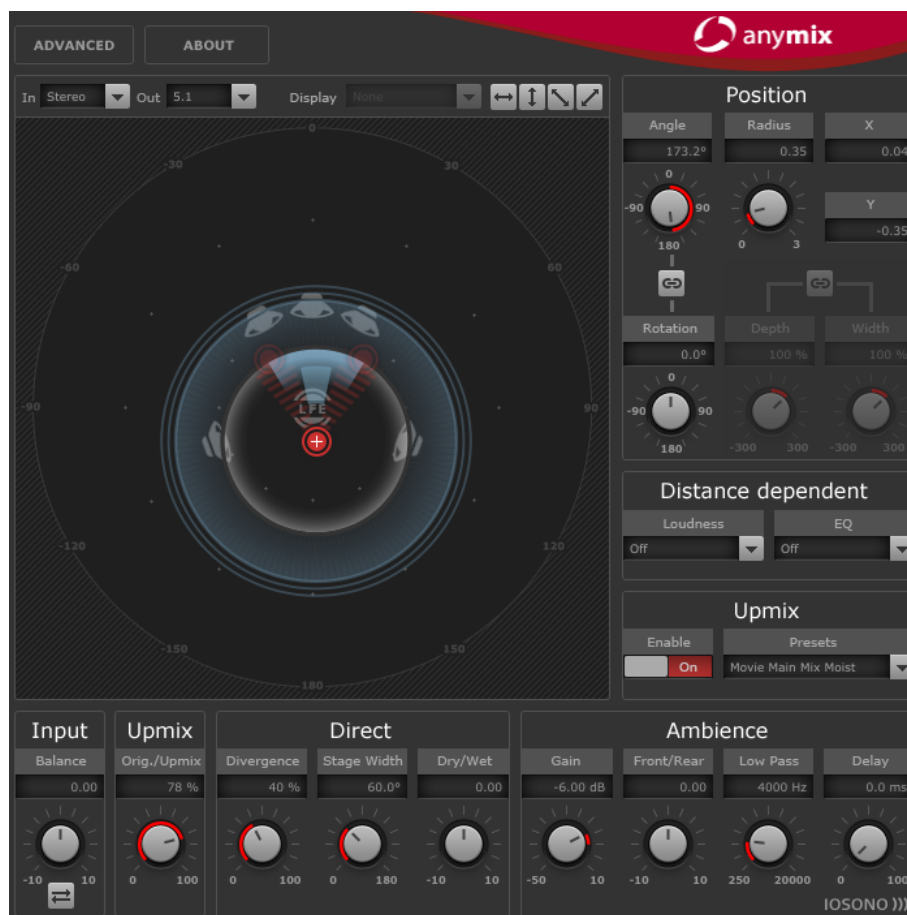 ADVANCED ABOUT anymix
In Stereo Out 5.1 Display None
Position
Angle Radius X
173.2° 0.35 0.04
0
-90 90
180 0 3
Y
-0.35
Rotation Depth Width
0.0° 100 % 100 %
0
-90 90
180 -300 300 -300 300
0
-30 30
-60 60
LFE
-90 90
-120 120
-150 150
180
Distance dependent
Loudness EQ
Off Off
Upmix
Enable Presets
On Movie Main Mix Moist
Input Upmix Direct Ambience
Balance Orig./Upmix Divergence Stage Width Dry/Wet Gain Front/Rear Low Pass Delay
0.00 78 % 40 % 60.0° 0.00 -6.00 dB 0.00 4000 Hz 0.0 ms
-10 10 0 100 0 100 0 180 -10 10 -50 10 -10 10 250 20000 0 100
IOSONO